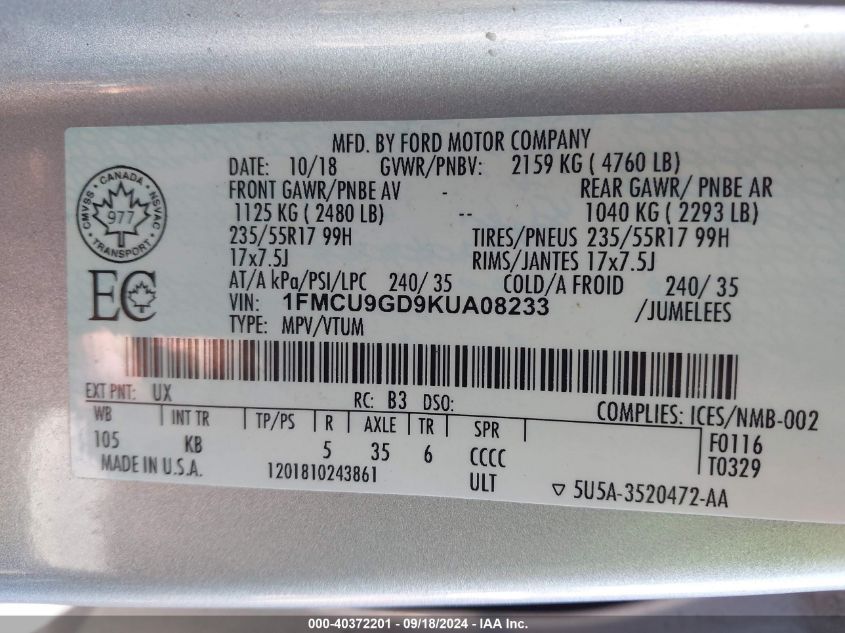 MFD. BY FORD MOTOR COMPANY
DATE: 10/18 GVWR/PNBV: 2159 KG ( 4760 LB)
FRONT GAWR/PNBE AV - REAR GAWR/ PNBE AR
1125 KG ( 2480 LB) -- 1040 KG ( 2293 LB)
235/55R17 99H TIRES/PNEUS 235/55R17 99H
17x7.5J RIMS/JANTES 17x7.5J
AT/A kPa/PSI/LPC 240/ 35 COLD/A FROID 240/ 35
VIN: 1FMCU9GD9KUA08233 /JUMELEES
TYPE: MPV/VTUM
CANADA
CMVSS · NSVAC
977
TRANSPORT
EC
EXT PNT: UX RC: B3 DSO: COMPLIES: ICES/NMB-002
WB INT TR TP/PS R AXLE TR SPR F0116
105 KB 5 35 6 CCCC T0329
MADE IN U.S.A. 1201810243861 ULT 5U5A-3520472-AA
000-40372201 - 09/18/2024 - IAA Inc.